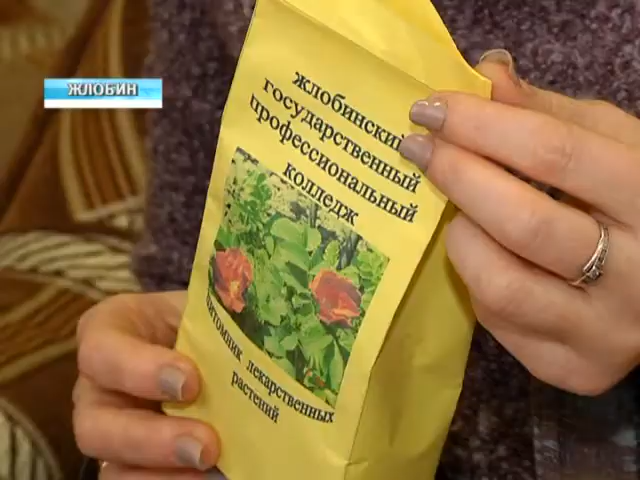 ЖЛОБИН
жлобинский
государственный
профессиональный
колледж
питомник лекарственных
растений